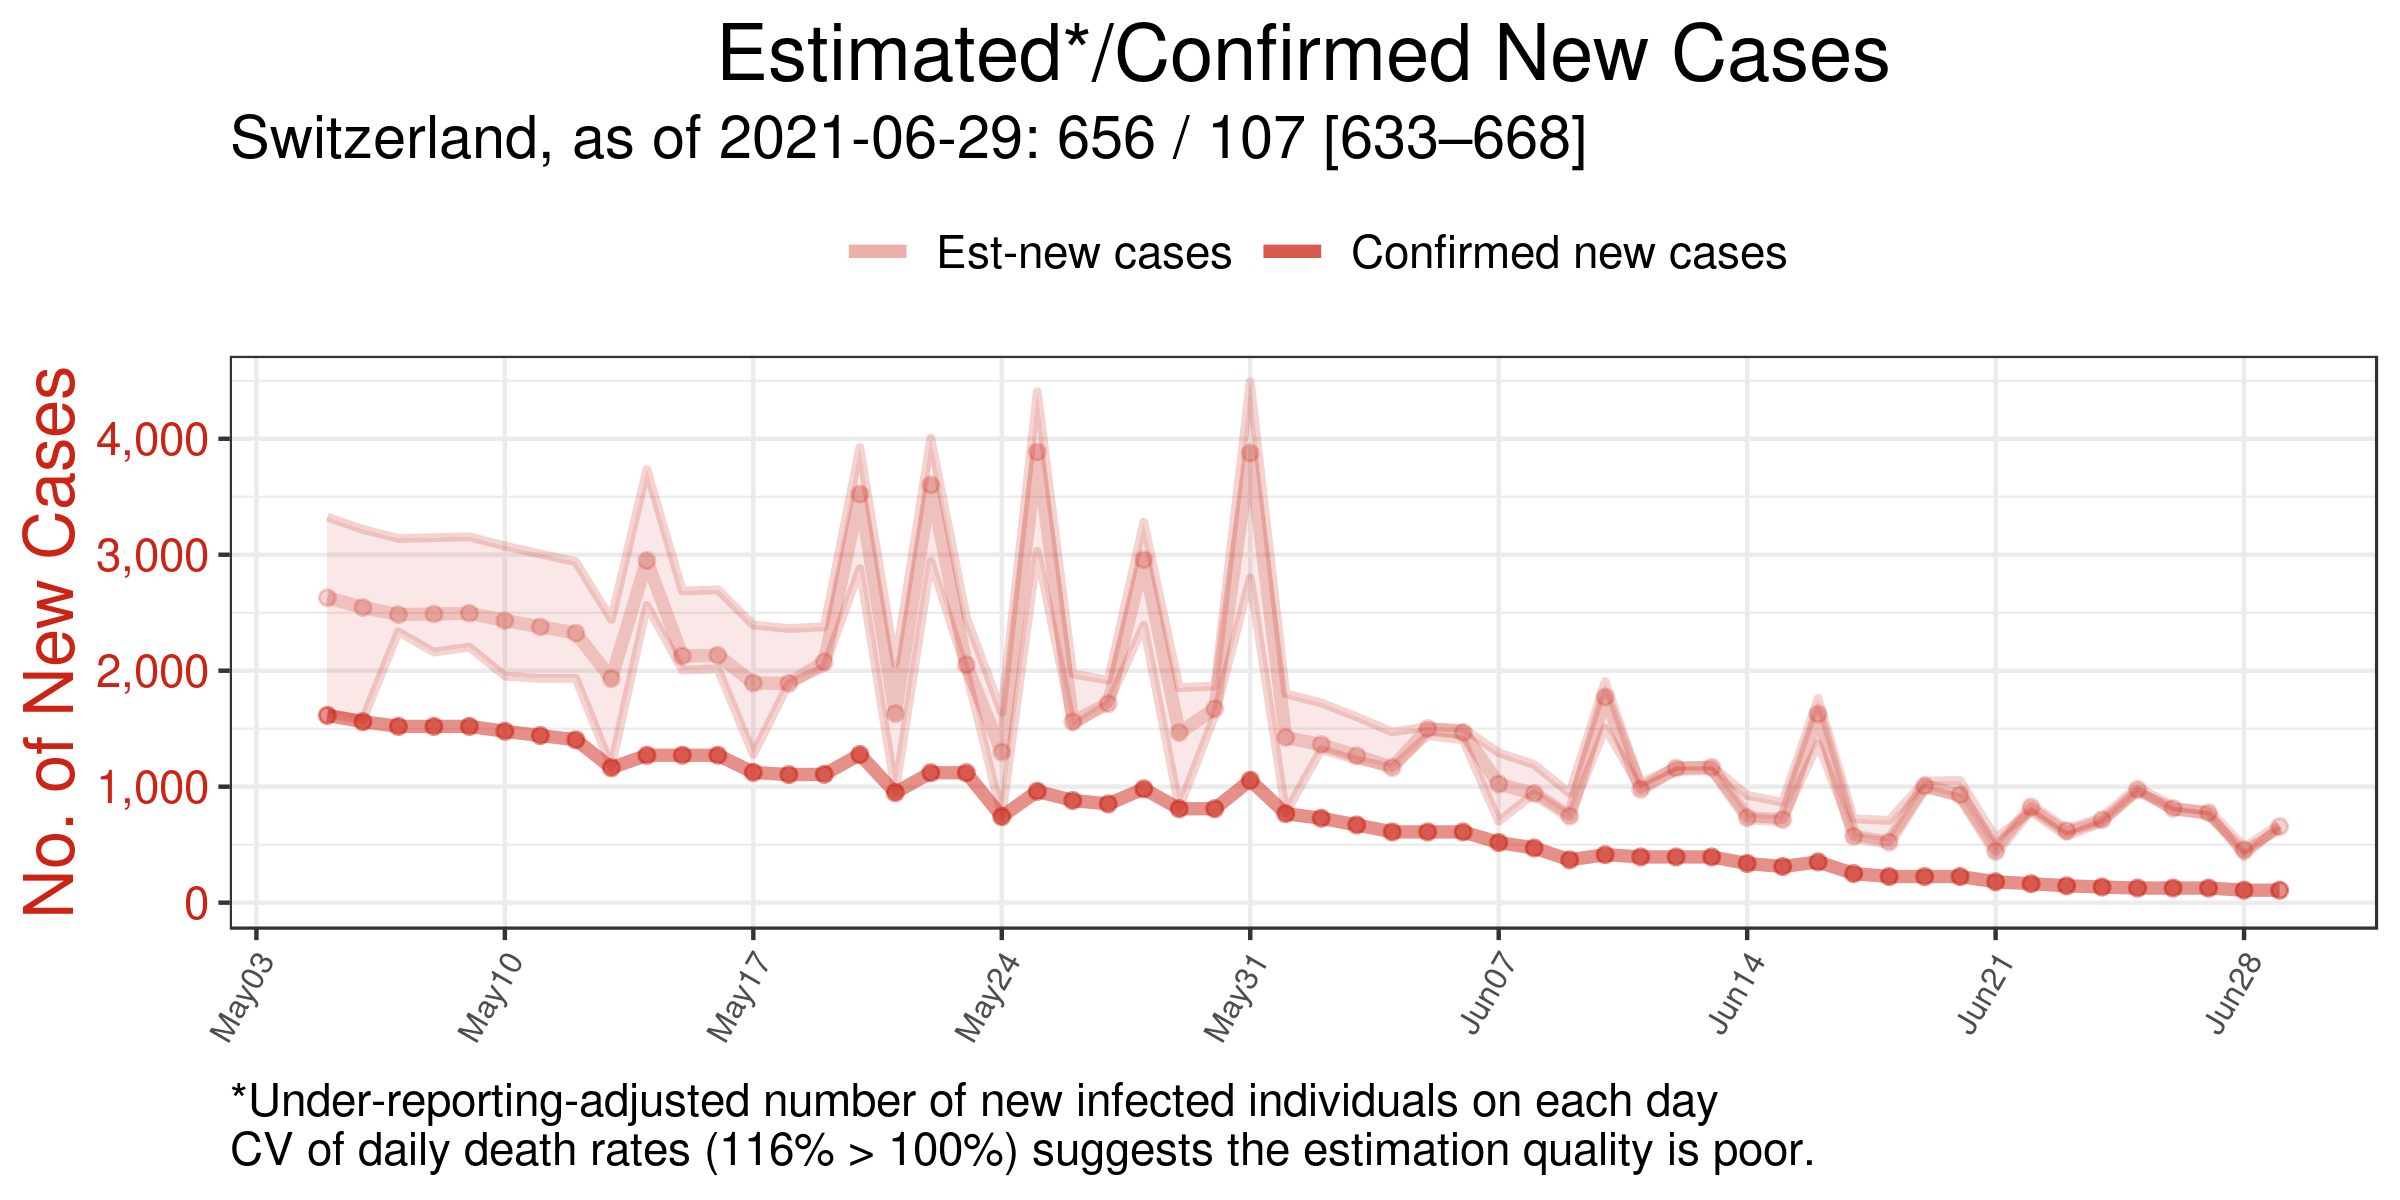 Estimated*/Confirmed New Cases
Switzerland, as of 2021-06-29: 656 / 107 [633–668]
Est-new cases
Confirmed new cases
No. of New Cases
4,000
3,000
2,000
1,000
0
May03
May10
May17
May24
May31
Jun07
Jun14
Jun21
Jun28
*Under-reporting-adjusted number of new infected individuals on each day
CV of daily death rates (116% > 100%) suggests the estimation quality is poor.